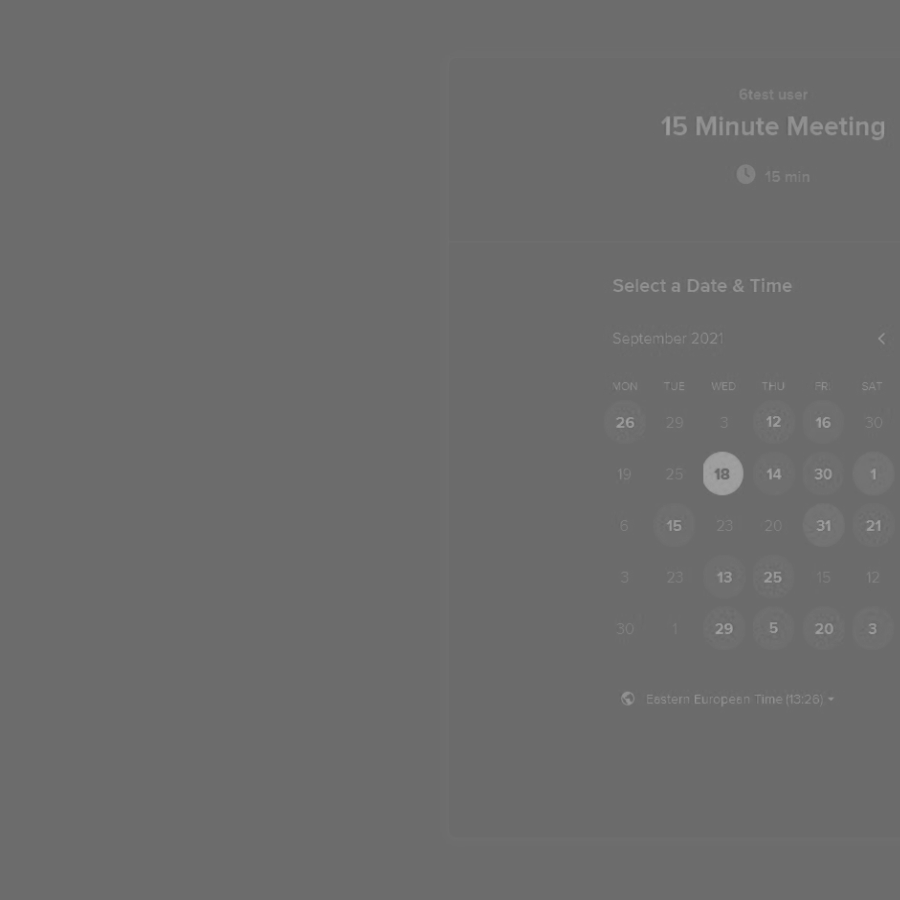 6test user
15 Minute Meeting
15 min
Select a Date & Time
September 2021
MON TUE WED THU FRI SAT
26 29 3 12 16 30
19 25 18 14 30 1
6 15 23 20 31 21
3 23 13 25 15 12
30 1 29 5 20 3
Eastern European Time (13:26)